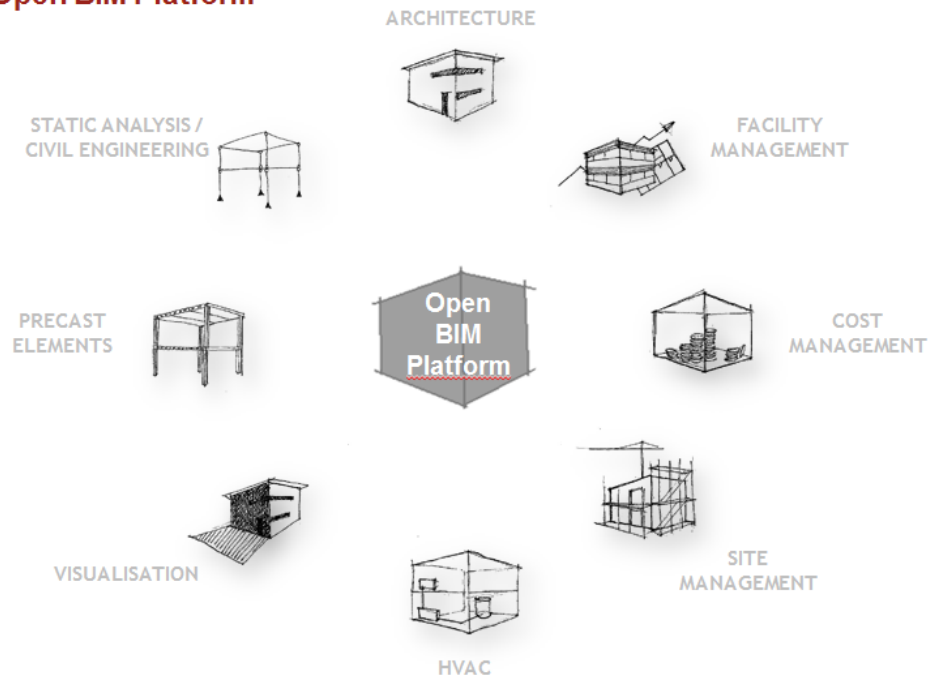 Open BIM Platform
ARCHITECTURE
STATIC ANALYSIS /
CIVIL ENGINEERING
FACILITY
MANAGEMENT
Open
BIM
Platform
PRECAST
ELEMENTS
COST
MANAGEMENT
VISUALISATION
SITE
MANAGEMENT
HVAC